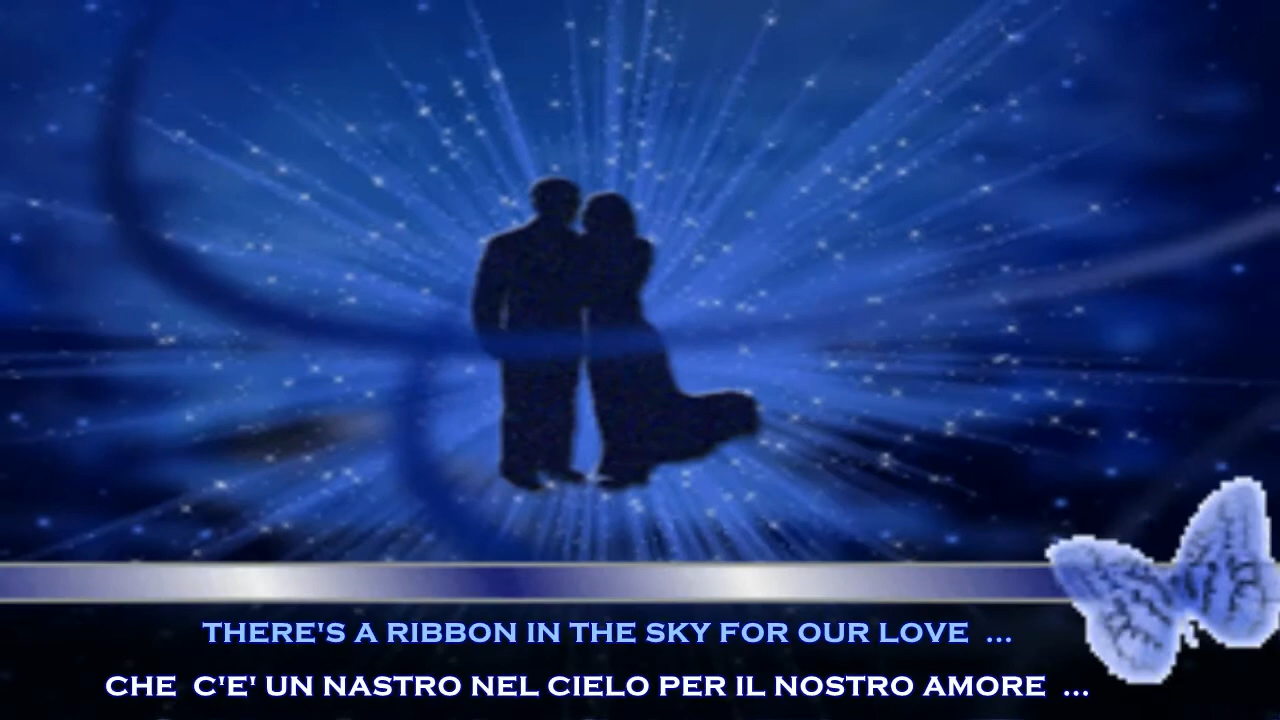 THERE'S A RIBBON IN THE SKY FOR OUR LOVE ...
CHE C'E' UN NASTRO NEL CIELO PER IL NOSTRO AMORE ...